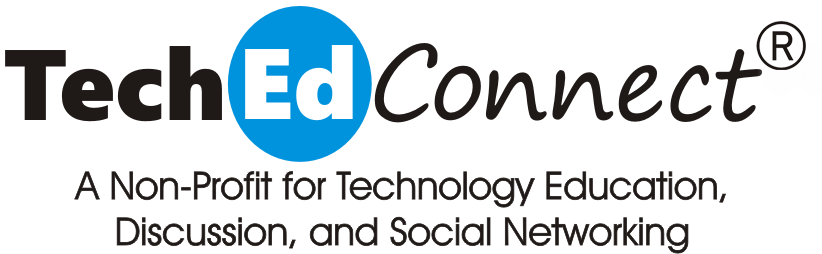 TechEdConnect®
A Non-Profit for Technology Education,
Discussion, and Social Networking